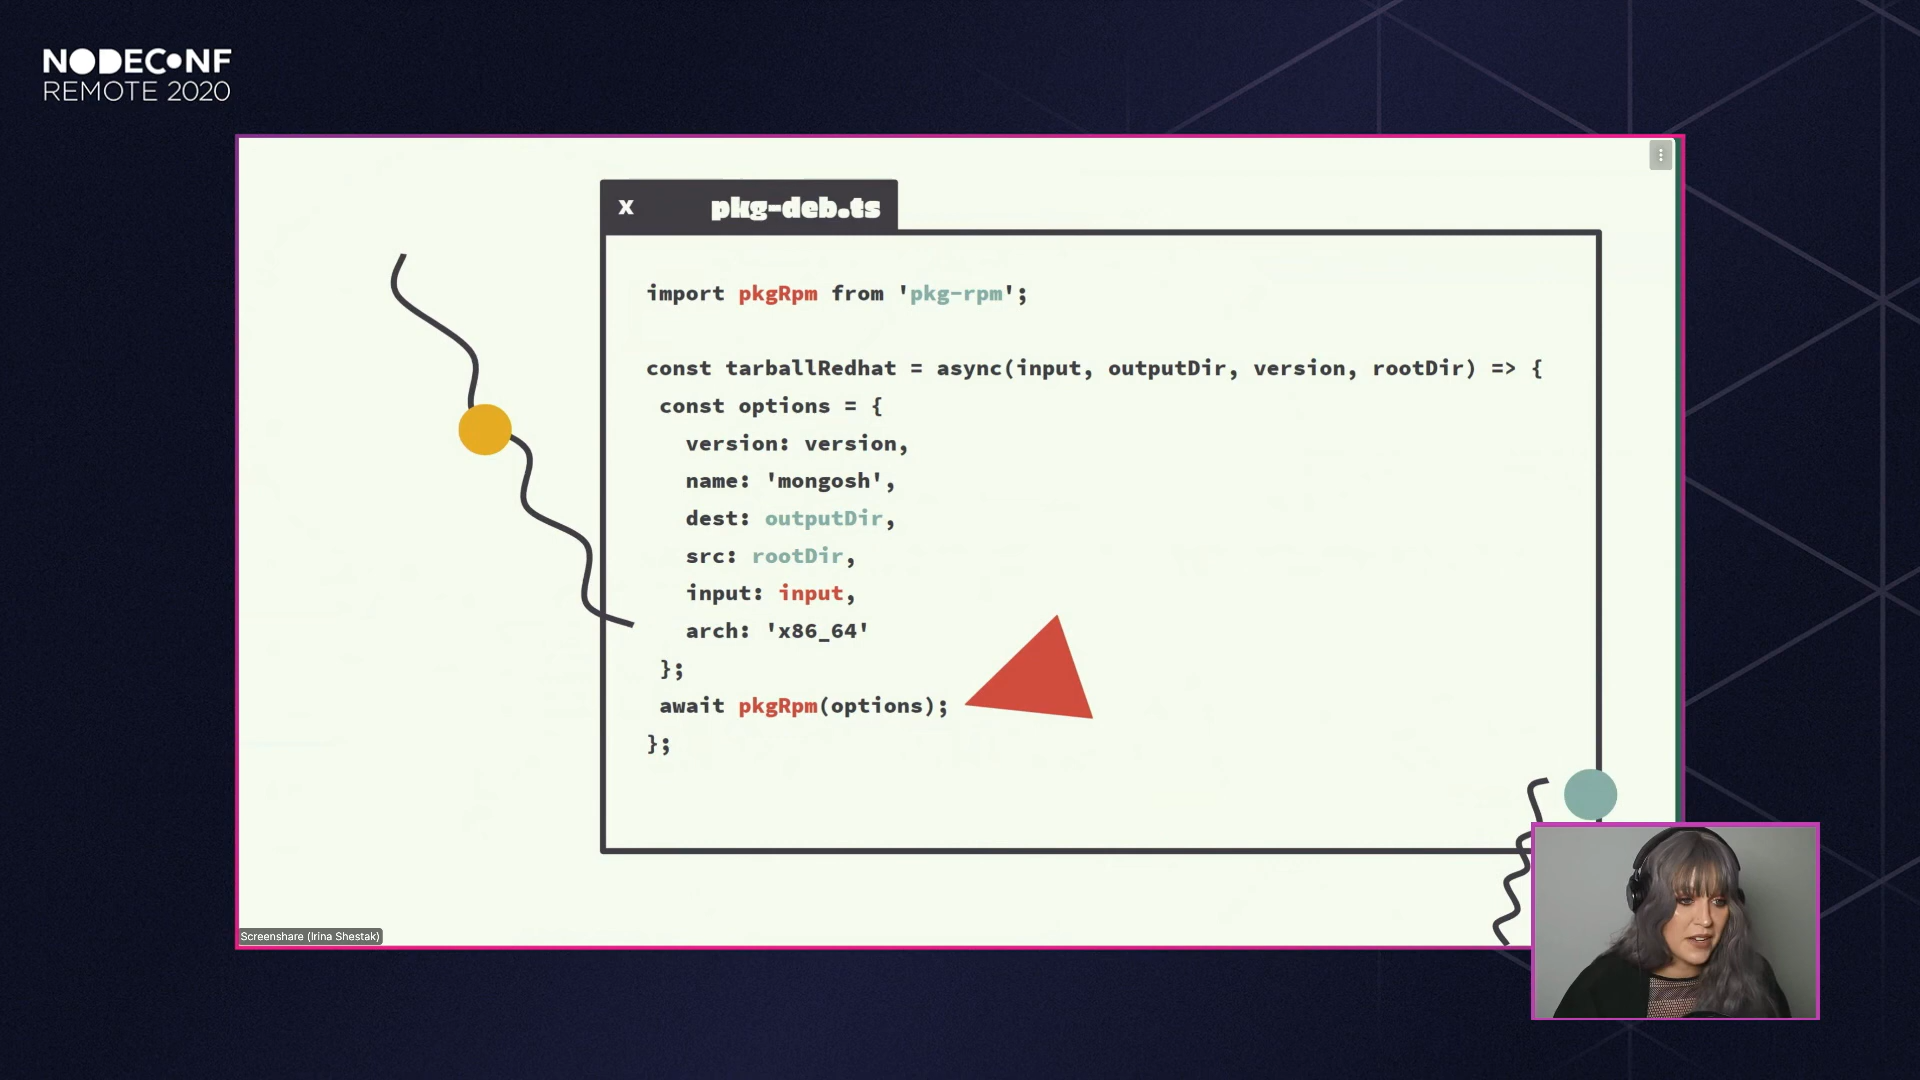 NODECONF
REMOTE 2020
x pkg-deb.ts
import pkgRpm from 'pkg-rpm';
const tarballRedhat = async(input, outputDir, version, rootDir) => {
const options = {
version: version,
name: 'mongosh',
dest: outputDir,
src: rootDir,
input: input,
arch: 'x86_64'
};
await pkgRpm(options);
};
Screenshare (Irina Shestak)